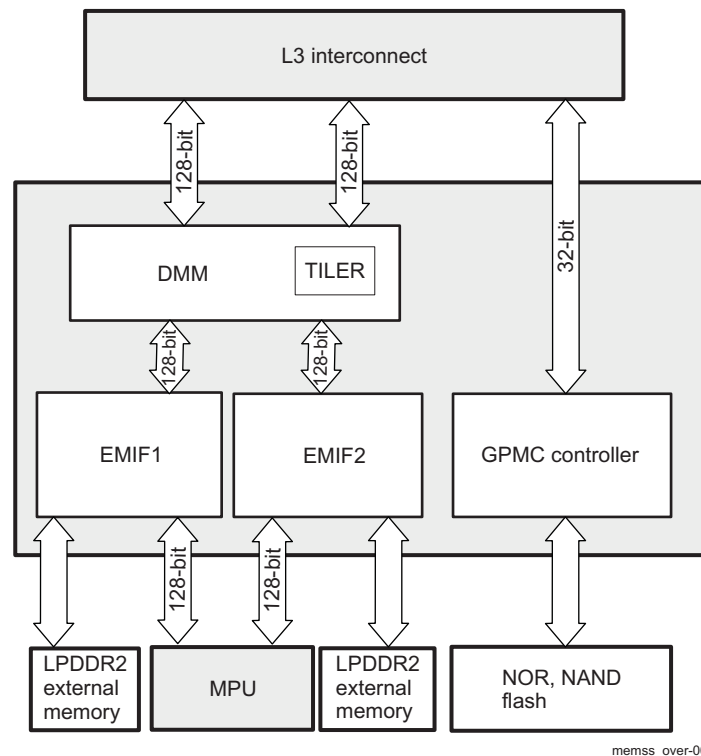 L3 interconnect
128-bit
128-bit
32-bit
DMM
TILER
128-bit
128-bit
EMIF1
EMIF2
GPMC controller
128-bit
128-bit
LPDDR2
external
memory
MPU
LPDDR2
external
memory
NOR, NAND
flash